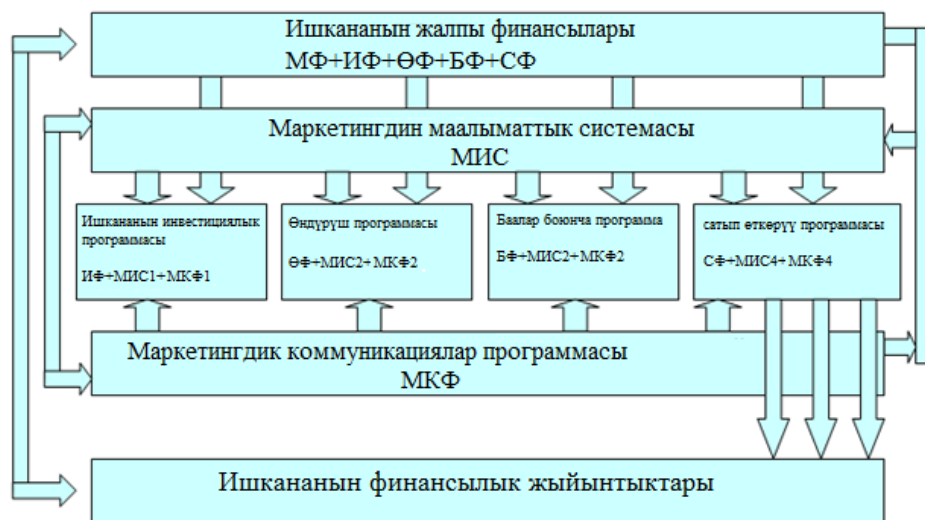 Ишкананын жалпы финансылары
МФ+ИФ+ӨФ+БФ+СФ
Маркетингдин маалыматтык системасы
МИС
Ишкананын инвестициялык
программасы
ИФ+МИС1+МКФ1
Өндүрүш программасы
ӨФ+МИС2+МКФ2
Баалар боюнча программа
БФ+МИС2+МКФ2
сатып өткөрүү программасы
СФ+МИС4+МКФ4
Маркетингдик коммуникациялар программасы
МКФ
Ишкананын финансылык жыйынтыктары